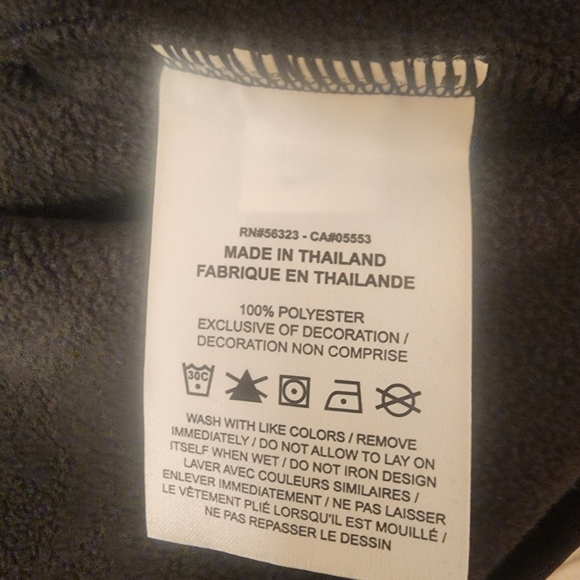 RN#56323 - CA#05553
MADE IN THAILAND
FABRIQUE EN THAILANDE
100% POLYESTER
EXCLUSIVE OF DECORATION /
DECORATION NON COMPRISE
30C
WASH WITH LIKE COLORS / REMOVE
IMMEDIATELY / DO NOT ALLOW TO LAY ON
ITSELF WHEN WET / DO NOT IRON DESIGN
LAVER AVEC COULEURS SIMILAIRES /
ENLEVER IMMEDIATEMENT / NE PAS LAISSER
LE VÊTEMENT PLIÉ LORSQU'IL EST MOUILLÉ /
NE PAS REPASSER LE DESSIN